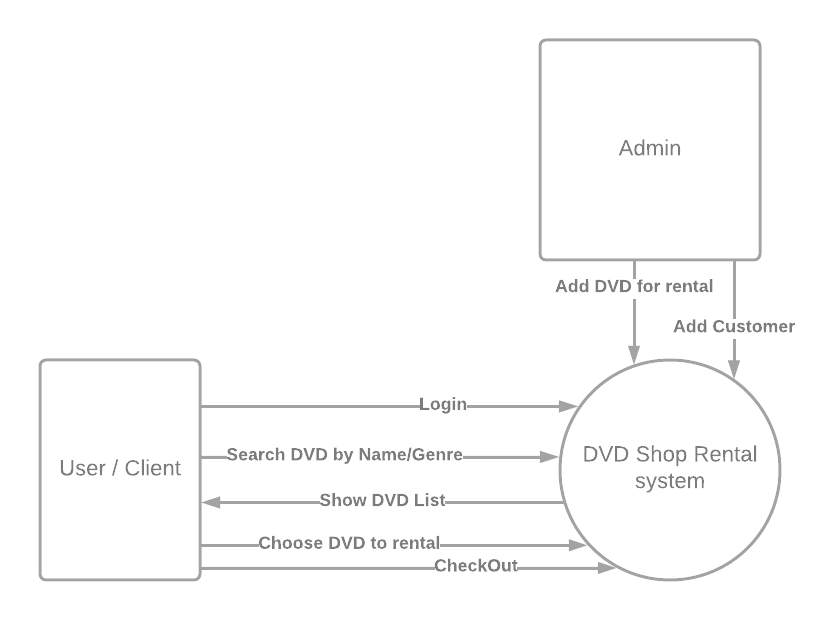 Admin
Add DVD for rental
Add Customer
Login
Search DVD by Name/Genre
Show DVD List
Choose DVD to rental
CheckOut
User / Client
DVD Shop Rental
system